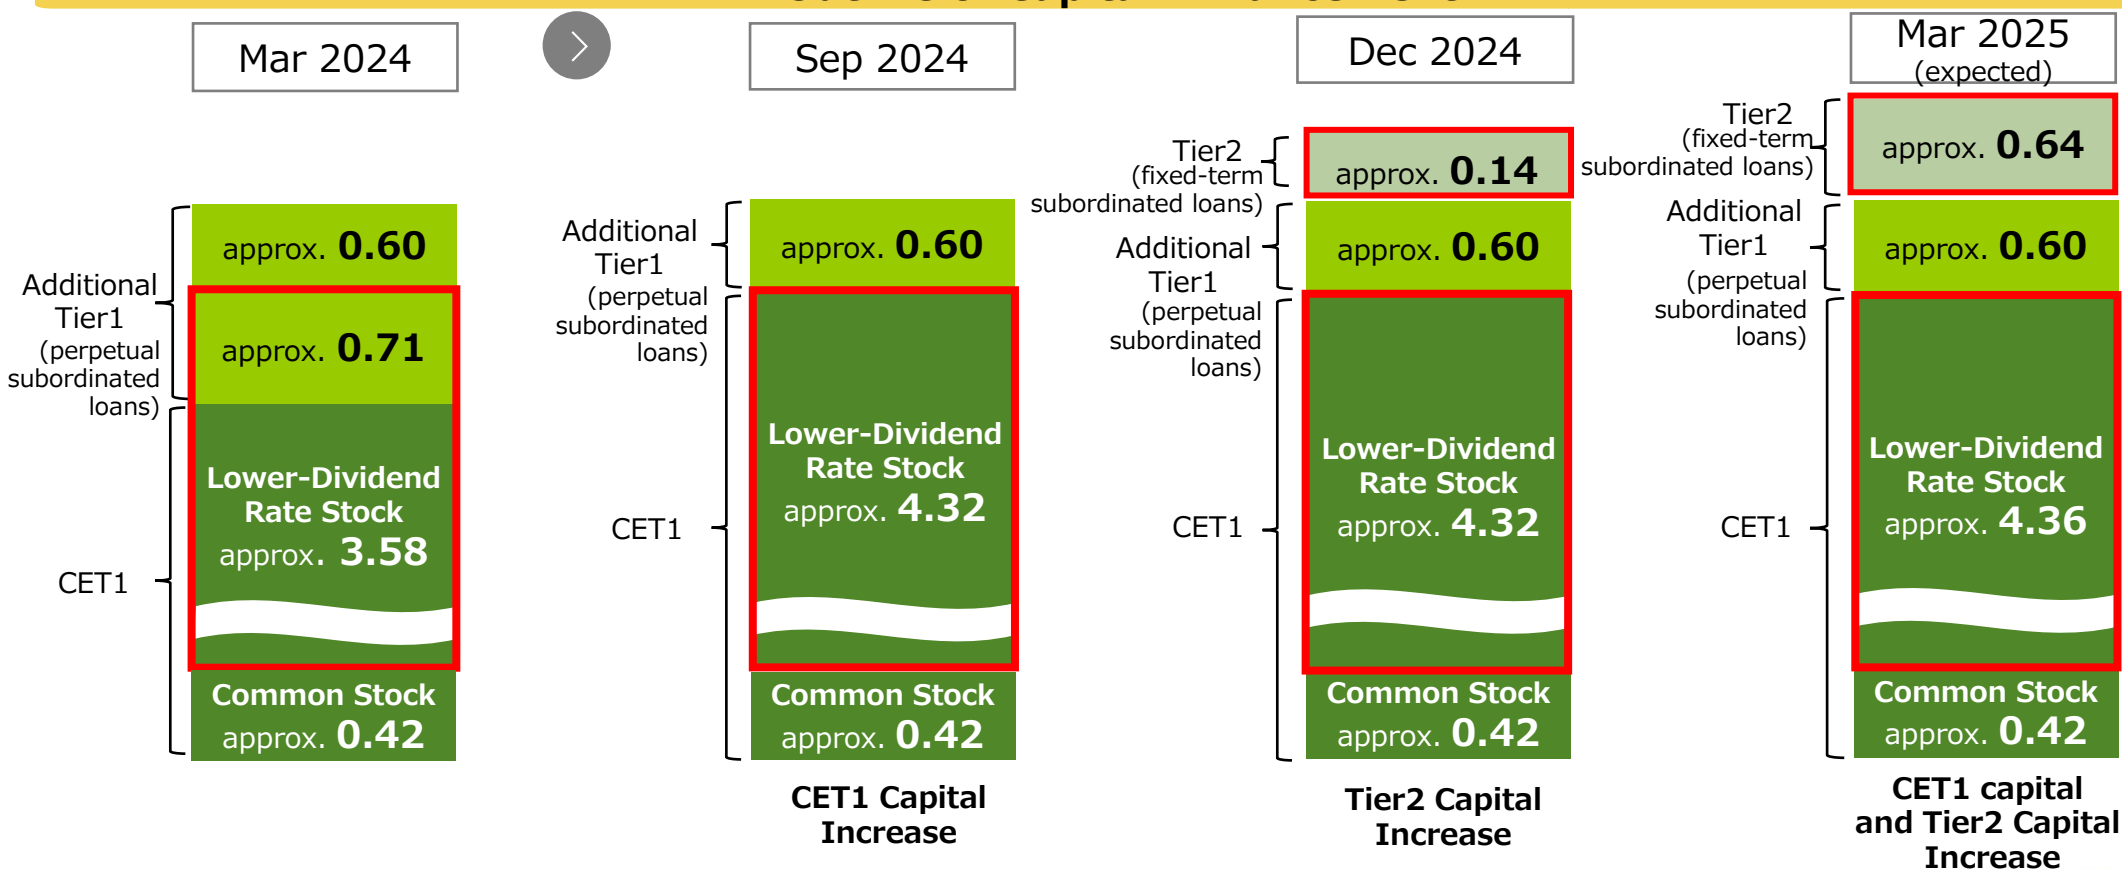 Mar 2024
approx. 0.60
approx. 0.71
Additional
Tier1
(perpetual
subordinated
loans)
Lower-Dividend
Rate Stock
approx. 3.58
CET1
Common Stock
approx. 0.42
Sep 2024
Additional
Tier1
(perpetual
subordinated
loans)
approx. 0.60
Lower-Dividend
Rate Stock
approx. 4.32
CET1
Common Stock
approx. 0.42
CET1 Capital
Increase
Dec 2024
Tier2
(fixed-term
subordinated loans)
approx. 0.14
Additional
Tier1
(perpetual
subordinated
loans)
approx. 0.60
Lower-Dividend
Rate Stock
approx. 4.32
CET1
Common Stock
approx. 0.42
Tier2 Capital
Increase
Mar 2025
(expected)
Tier2
(fixed-term
subordinated loans)
approx. 0.64
Additional
Tier1
(perpetual
subordinated
loans)
approx. 0.60
Lower-Dividend
Rate Stock
approx. 4.36
CET1
Common Stock
approx. 0.42
CET1 capital
and Tier2 Capital
Increase